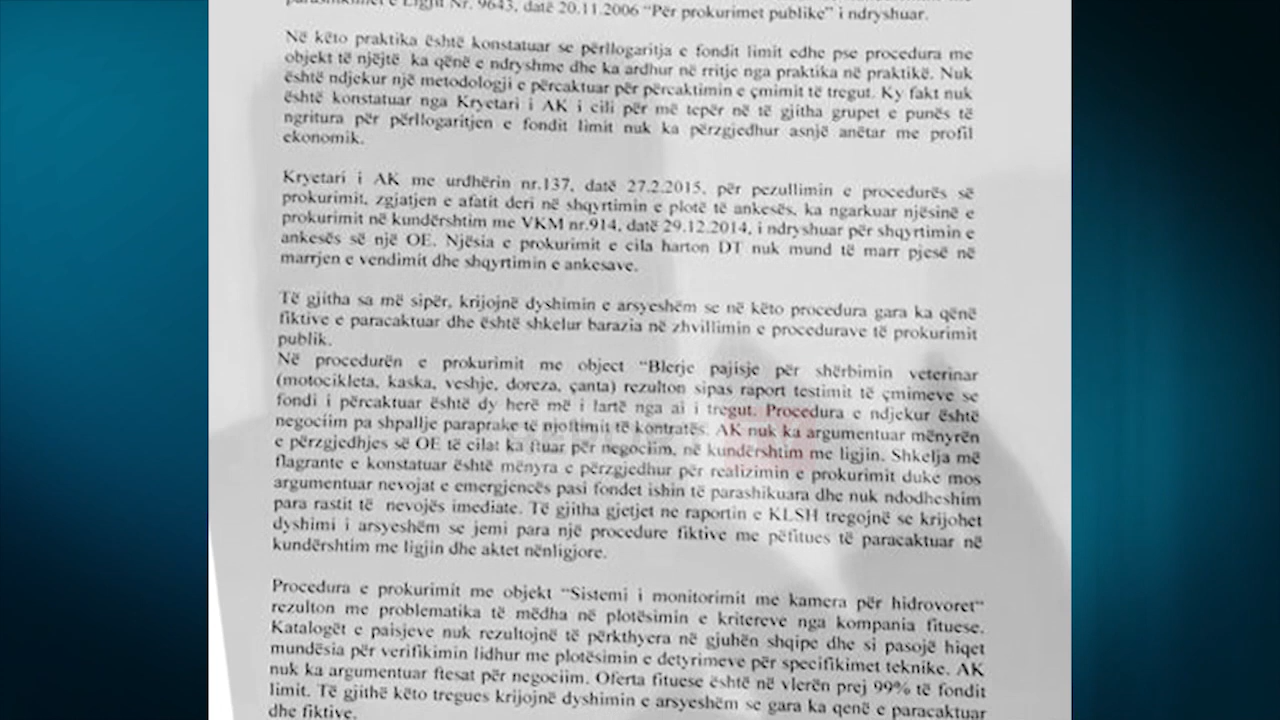 Ligjit Nr. 9643, datë 20.11.2006 “Për prokurimet publike” i ndryshuar.
Në këto praktika është konstatuar se përllogaritja e fondit limit edhe pse procedura me
objekt të njëjtë ka qënë e ndryshme dhe ka ardhur në rritje nga praktika në praktikë. Nuk
është ndjekur një metodologji e përcaktuar për përcaktimin e çmimit të tregut. Ky fakt nuk
është konstatuar nga Kryetari i AK i cili për më tepër në të gjitha grupet e punës të
ngritura për përllogaritjen e fondit limit nuk ka përzgjedhur asnjë anëtar me profil
ekonomik.
Kryetari i AK me urdhërin nr.137, datë 27.2.2015, për pezullimin e procedurës së
prokurimit, zgjatjen e afatit deri në shqyrtimin e plotë të ankesës, ka ngarkuar njësinë e
prokurimit në kundërshtim me VKM nr.914, datë 29.12.2014, i ndryshuar për shqyrtimin e
ankesës së një OE. Njësia e prokurimit e cila harton DT nuk mund të marr pjesë në
marrjen e vendimit dhe shqyrtimin e ankesave.
Të gjitha sa më sipër, krijojnë dyshimin e arsyeshëm se në këto procedura gara ka qënë
fiktive e paracaktuar dhe është shkelur barazia në zhvillimin e procedurave të prokurimit
publik.
Në procedurën e prokurimit me object “Blerje pajisje për shërbimin veterinar
(motocikleta, kaska, veshje, doreza, çanta) rezulton sipas raport testimit të çmimeve se
fondi i përcaktuar është dy herë më i lartë nga ai i tregut. Procedura e ndjekur është
negociim pa shpallje paraprake të njoftimit të kontratës. AK nuk ka argumentuar mënyrën
e përzgjedhjes së OE të cilat ka ftuar për negociim, në kundërshtim me ligjin. Shkelja më
flagrante e konstatuar është mënyra e përzgjedhur për realizimin e prokurimit duke mos
argumentuar nevojat e emergjencës pasi fondet ishin të parashikuara dhe nuk ndodheshim
para rastit të nevojës imediate. Të gjitha gjetjet ne raportin e KLSH tregojnë se krijohet
dyshimi i arsyeshëm se jemi para një procedure fiktive me pëfitues të paracaktuar në
kundërshtim me ligjin dhe aktet nënligjore.
Procedura e prokurimit me objekt “Sistemi i monitorimit me kamera për hidrovoret“
rezulton me problematika të mëdha në plotësimin e kritereve nga kompania fituese.
Katalogët e paisjeve nuk rezultojnë të përkthyera në gjuhën shqipe dhe si pasojë hiqet
mundësia për verifikimin lidhur me plotësimin e detyrimeve për specifikimet teknike. AK
nuk ka argumentuar ftesat për negociim. Oferta fituese është në vlerën prej 99% të fondit
limit. Të gjithë këto tregues krijojnë dyshimin e arsyeshëm se gara ka qenë e paracaktuar
dhe fiktive.